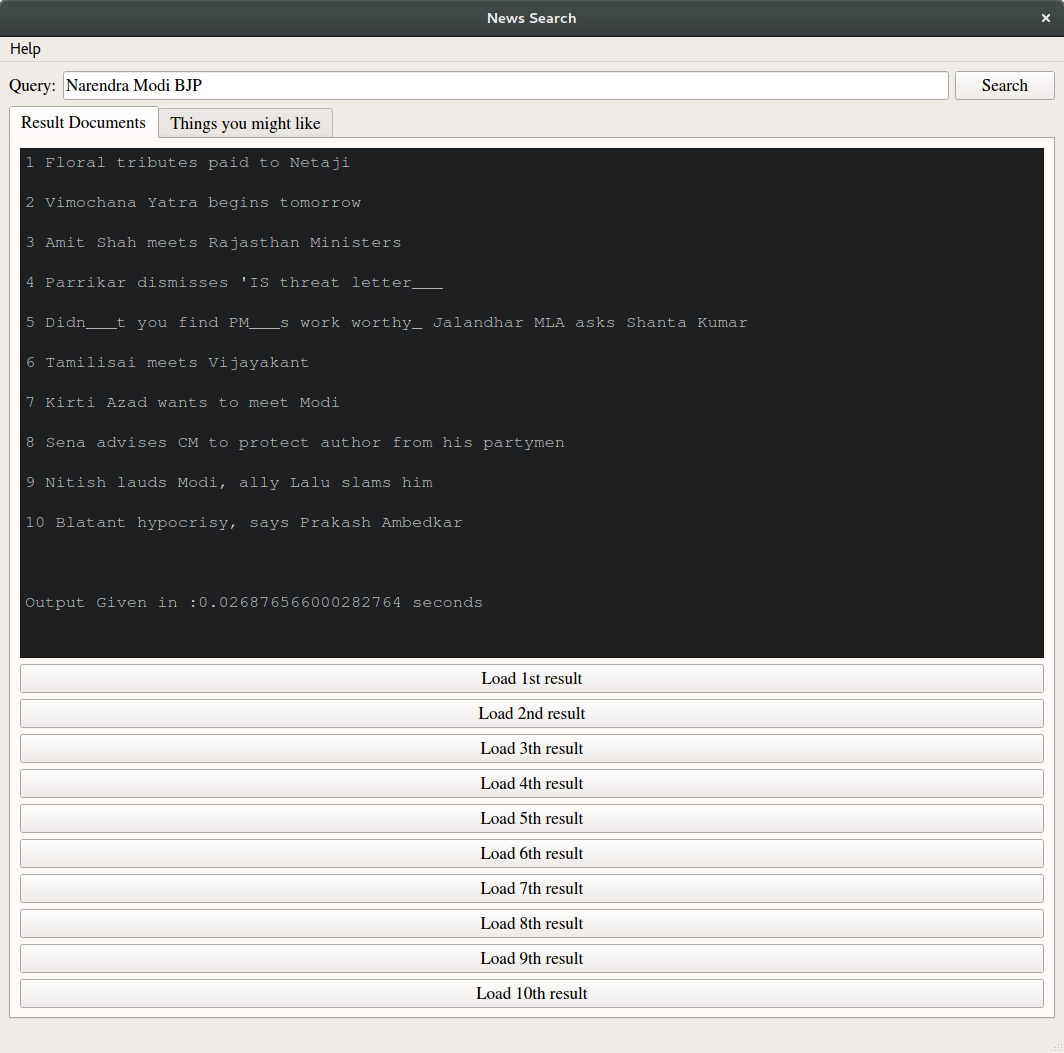 News Search
Help
Query: Narendra Modi BJP Search
Result Documents Things you might like
1 Floral tributes paid to Netaji
2 Vimochana Yatra begins tomorrow
3 Amit Shah meets Rajasthan Ministers
4 Parrikar dismisses 'IS threat letter___
5 Didn___t you find PM___s work worthy_ Jalandhar MLA asks Shanta Kumar
6 Tamilisai meets Vijayakant
7 Kirti Azad wants to meet Modi
8 Sena advises CM to protect author from his partymen
9 Nitish lauds Modi, ally Lalu slams him
10 Blatant hypocrisy, says Prakash Ambedkar
Output Given in :0.026876566000282764 seconds
Load 1st result
Load 2nd result
Load 3th result
Load 4th result
Load 5th result
Load 6th result
Load 7th result
Load 8th result
Load 9th result
Load 10th result